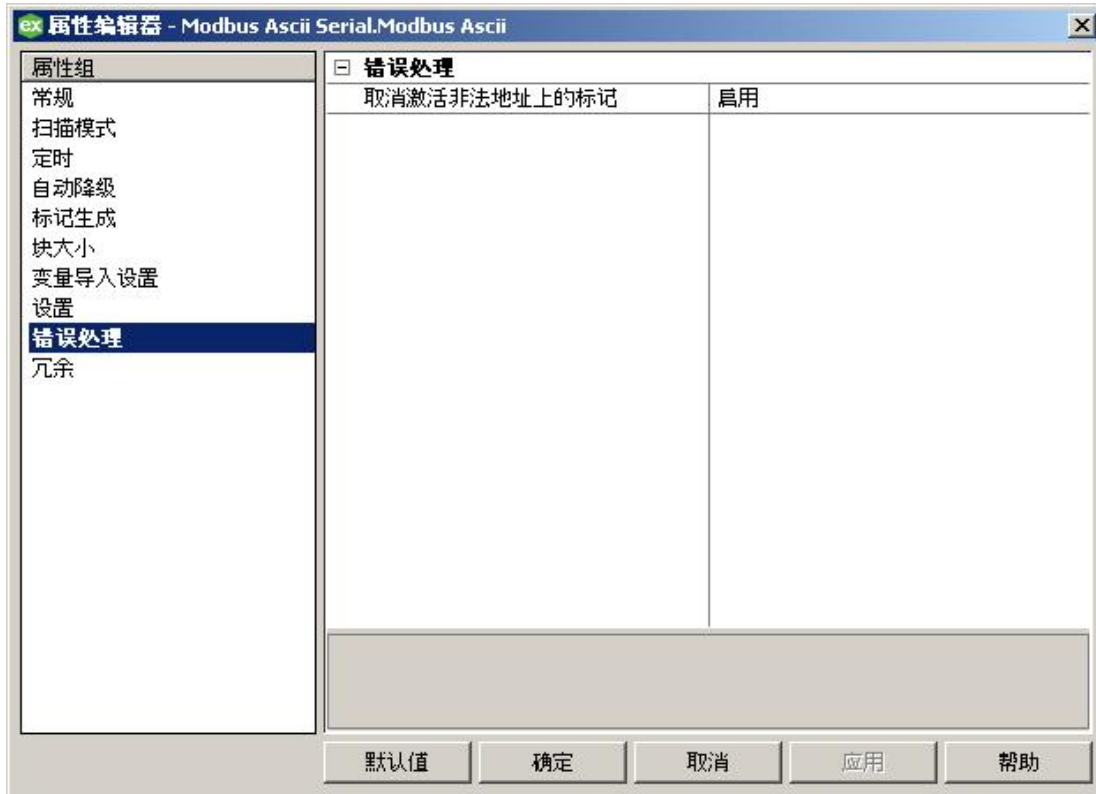 ex 属性编辑器 - Modbus Ascii Serial.Modbus Ascii
属性组
常规
扫描模式
定时
自动降级
标记生成
块大小
变量导入设置
设置
错误处理
冗余
错误处理
取消激活非法地址上的标记 启用
默认值 确定 取消 应用 帮助